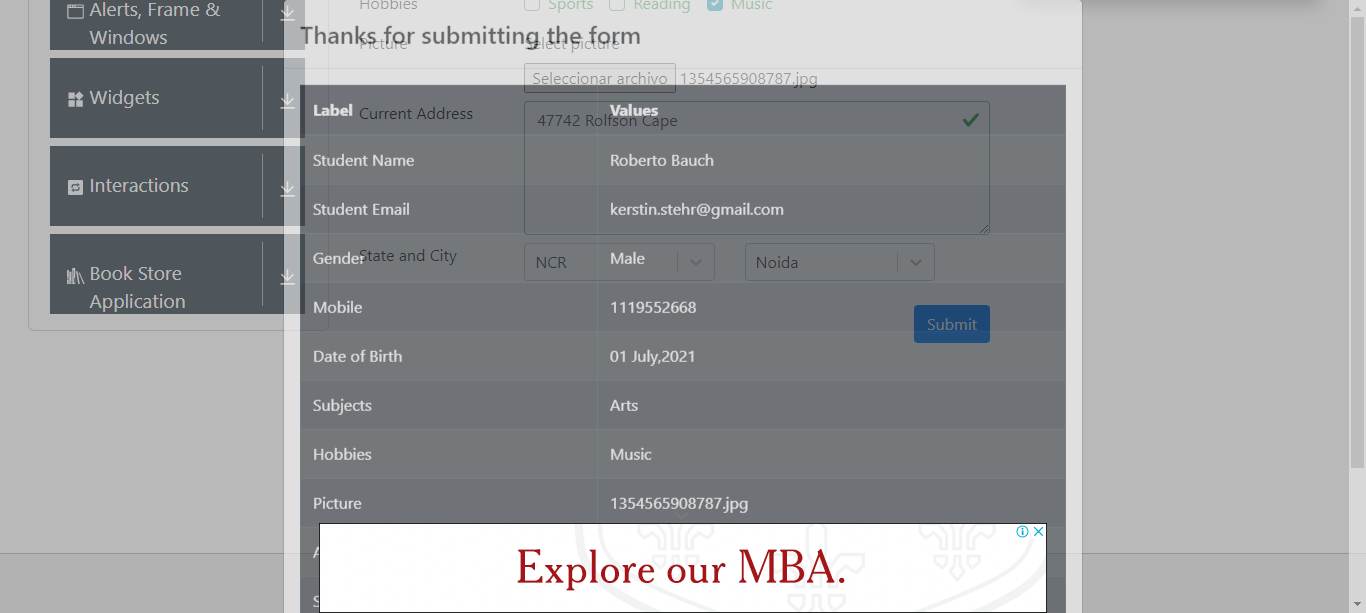 Alerts, Frame &
Windows
Widgets
Interactions
Book Store
Application
Hobbies
Sports Reading Music
Thanks for submitting the form
Picture Select picture
Seleccionar archivo 1354565908787.jpg
Label Values
Current Address 47742 Rolfson Cape
Student Name Roberto Bauch
Student Email kerstin.stehr@gmail.com
Gender Male
State and City NCR Noida
Mobile 1119552668
Submit
Date of Birth 01 July,2021
Subjects Arts
Hobbies Music
Picture 1354565908787.jpg
Explore our MBA.